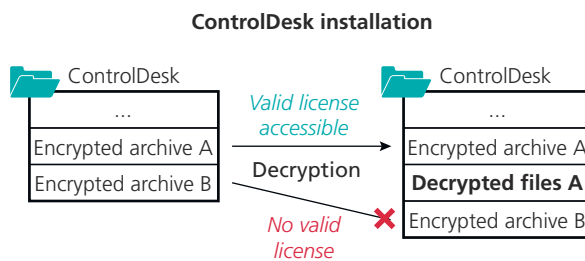 ControlDesk installation
ControlDesk
...
Encrypted archive A
Encrypted archive B
Valid license
accessible
Decryption
No valid
license
ControlDesk
...
Encrypted archive A
Decrypted files A
Encrypted archive B